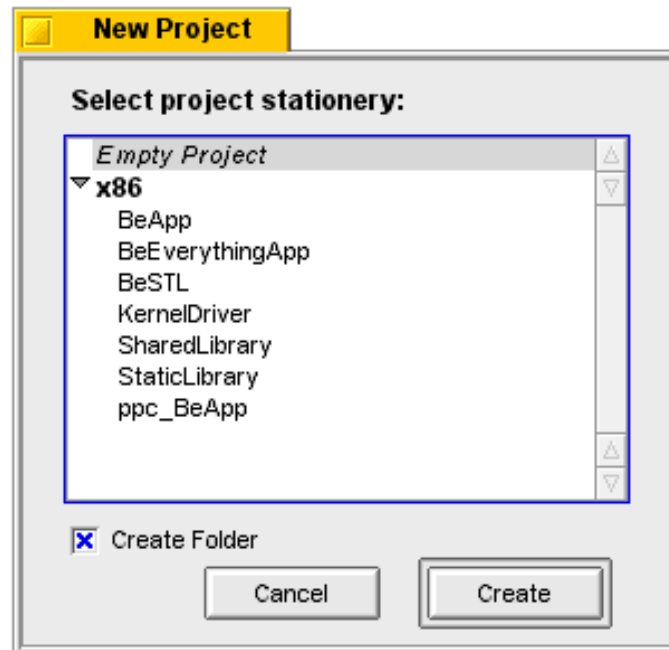 New Project
Select project stationery:
Empty Project
x86
BeApp
BeEverythingApp
BeSTL
KernelDriver
SharedLibrary
StaticLibrary
ppc_BeApp
Create Folder
Cancel Create